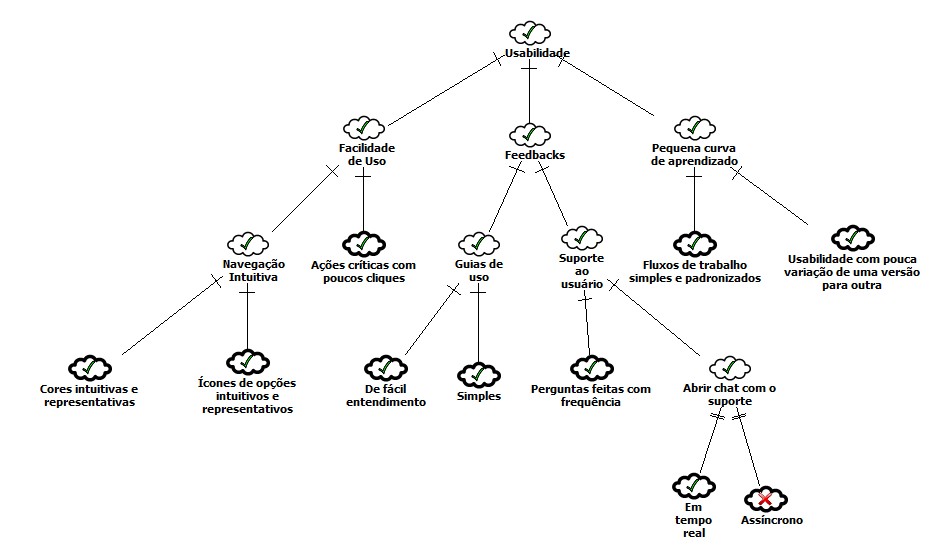 Usabilidade
Facilidade
de Uso
Feedbacks
Pequena curva
de aprendizado
Navegação
Intuitiva
Ações críticas com
poucos cliques
Guias de
uso
Suporte
ao
usuário
Fluxos de trabalho
simples e padronizados
Usabilidade com pouca
variação de uma versão
para outra
Cores intuitivas e
representativas
Ícones de opções
intuitivos e
representativos
De fácil
entendimento
Simples
Perguntas feitas com
frequência
Abrir chat com o
suporte
Em
tempo
real
Assíncrono